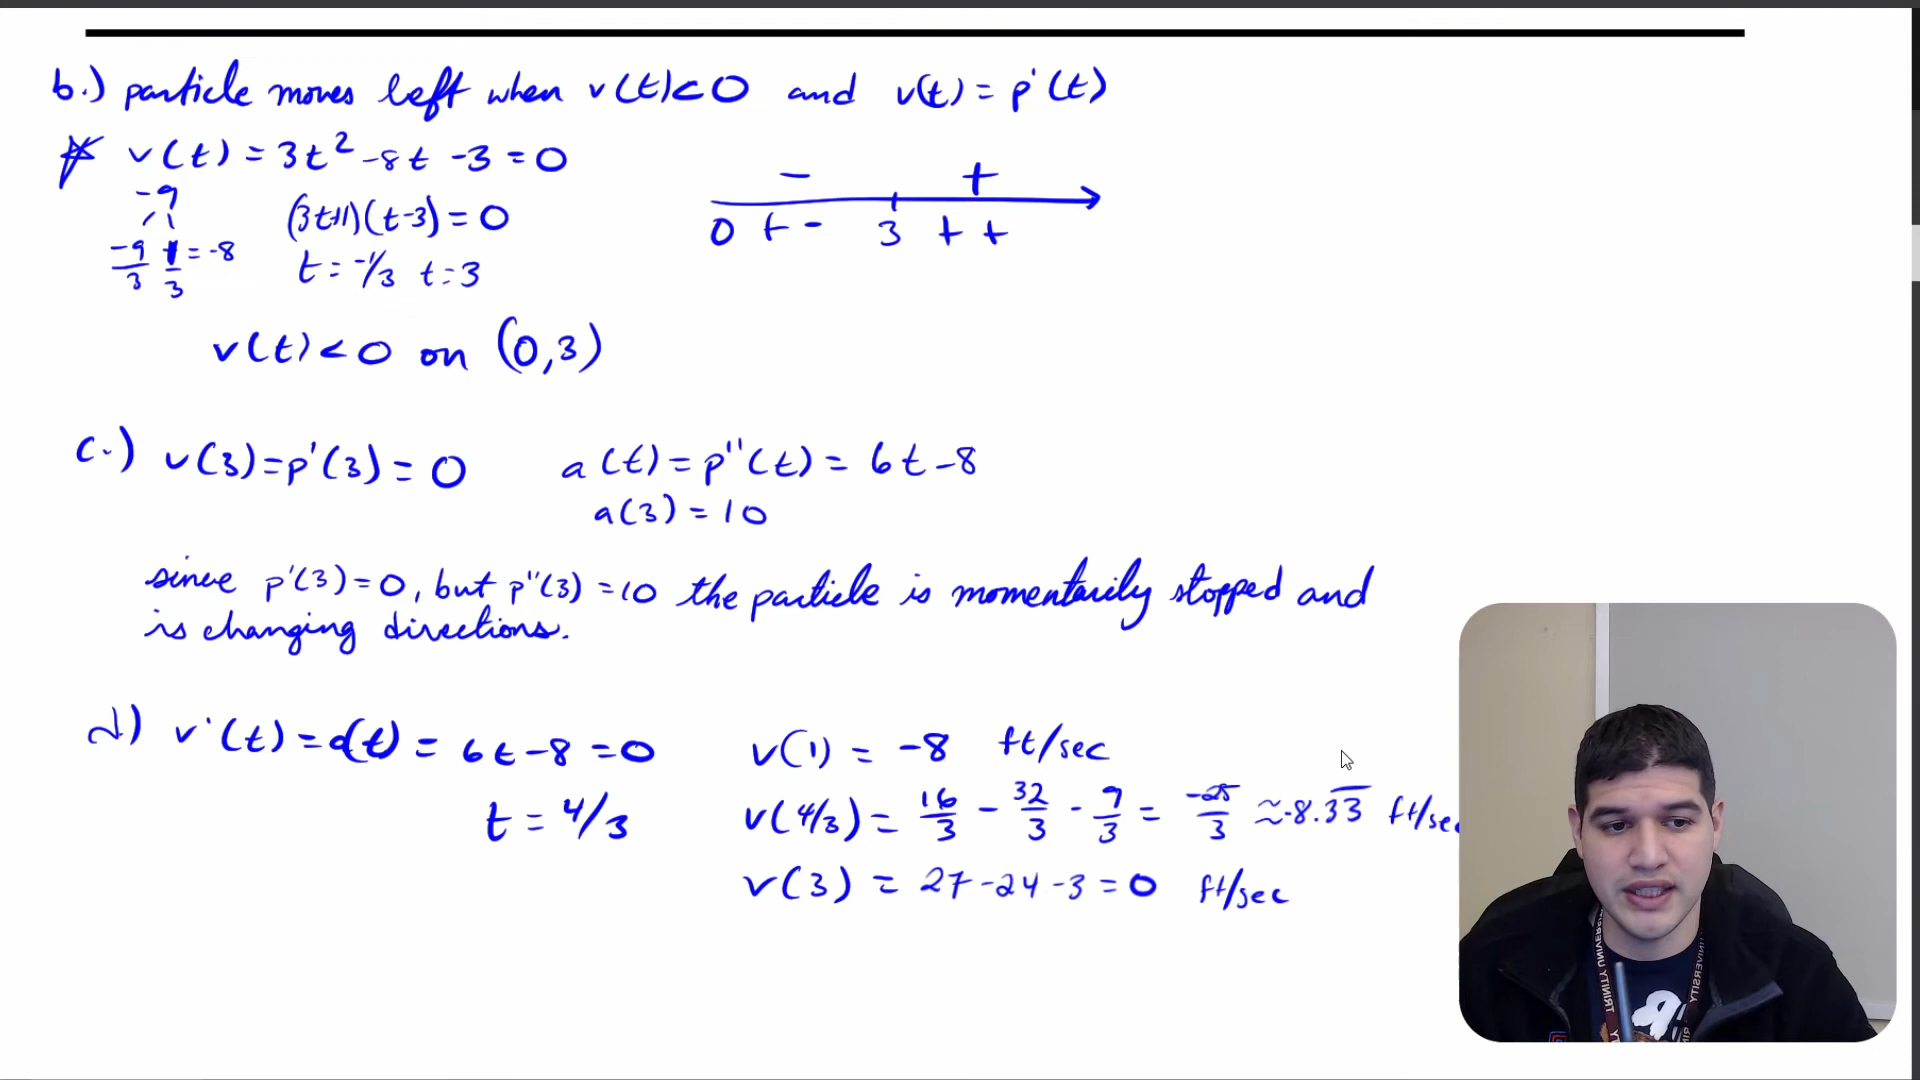 b.) particle moves left when v(t)<0 and v(t) = p'(t)
v(t) = 3t² -8t -3 = 0
- +
-9
(3t+1)(t-3) = 0
0 + - 3 + +
-9/3 1/3 = -8
t = -1/3 t = 3
v(t)<0 on (0,3)
c.) v(3) = p'(3) = 0 a(t) = p''(t) = 6t-8
a(3) = 10
since p'(3) = 0, but p''(3) = 10 the particle is momentarily stopped and
is changing directions.
d) v'(t) = a(t) = 6t-8 = 0 v(1) = -8 ft/sec
t = 4/3 v(4/3) = 16/3 - 32/3 - 9/3 = -25/3 ≈ -8.33 ft/sec
v(3) = 27-24-3 = 0 ft/sec
TRINITY UNIVERSITY